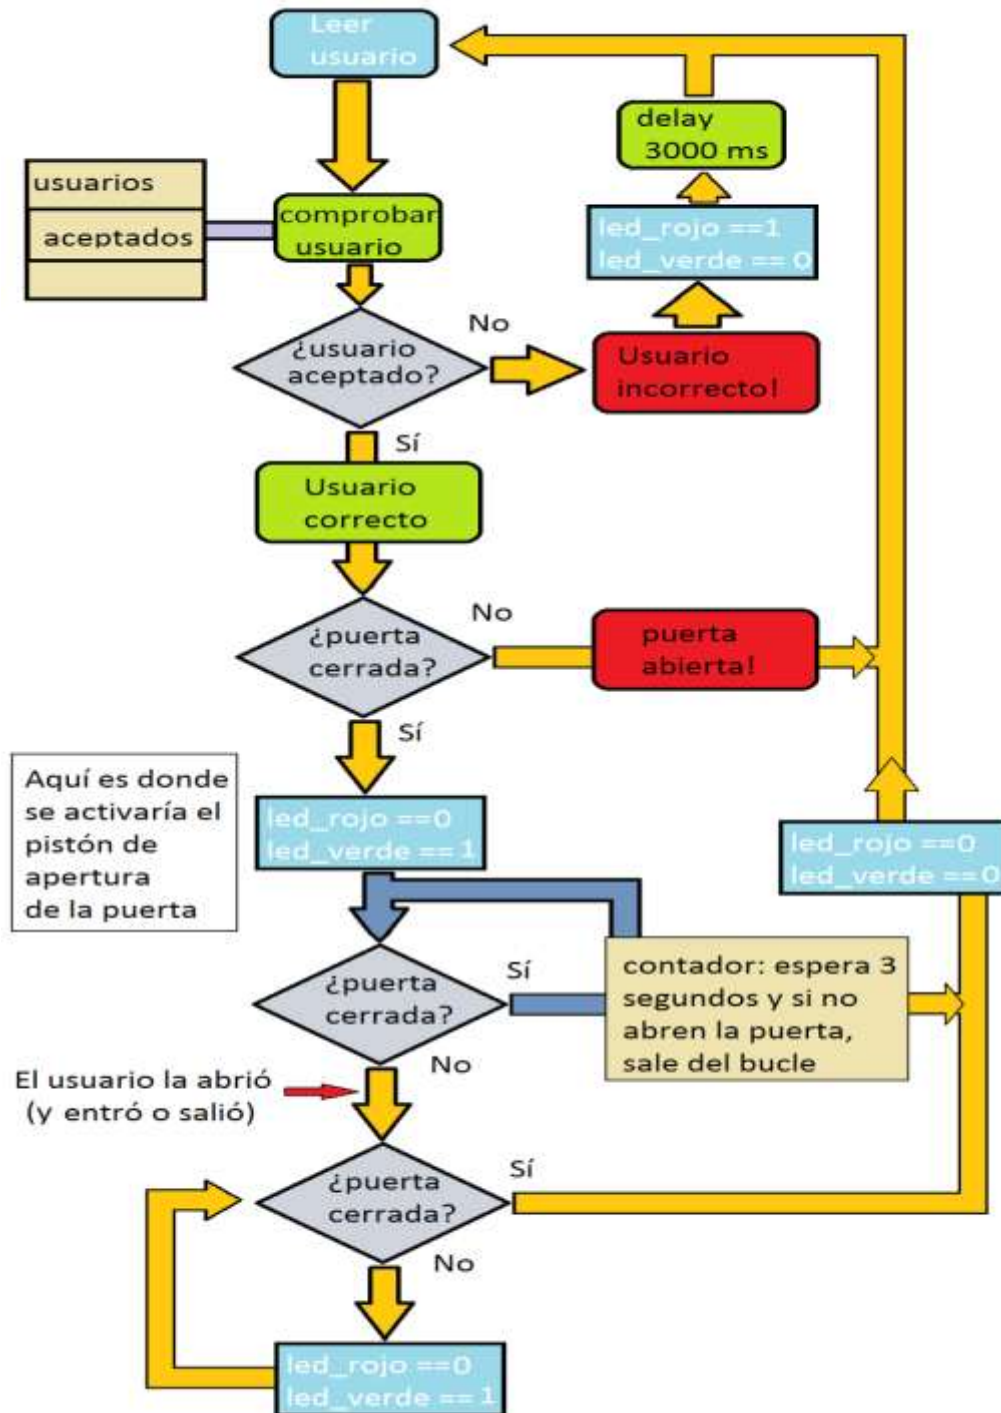 Leer
usuario
delay
3000 ms
usuarios
aceptados
comprobar
usuario
led_rojo ==1
led_verde == 0
¿usuario
aceptado?
No
Usuario
incorrecto!
Sí
Usuario
correcto
¿puerta
cerrada?
No
puerta
abierta!
Sí
Aquí es donde
se activaría el
pistón de
apertura
de la puerta
led_rojo ==0
led_verde == 1
led_rojo ==0
led_verde == 0
¿puerta
cerrada?
Sí
contador: espera 3
segundos y si no
abren la puerta,
sale del bucle
No
El usuario la abrió
(y entró o salió)
¿puerta
cerrada?
Sí
No
led_rojo ==0
led_verde == 1